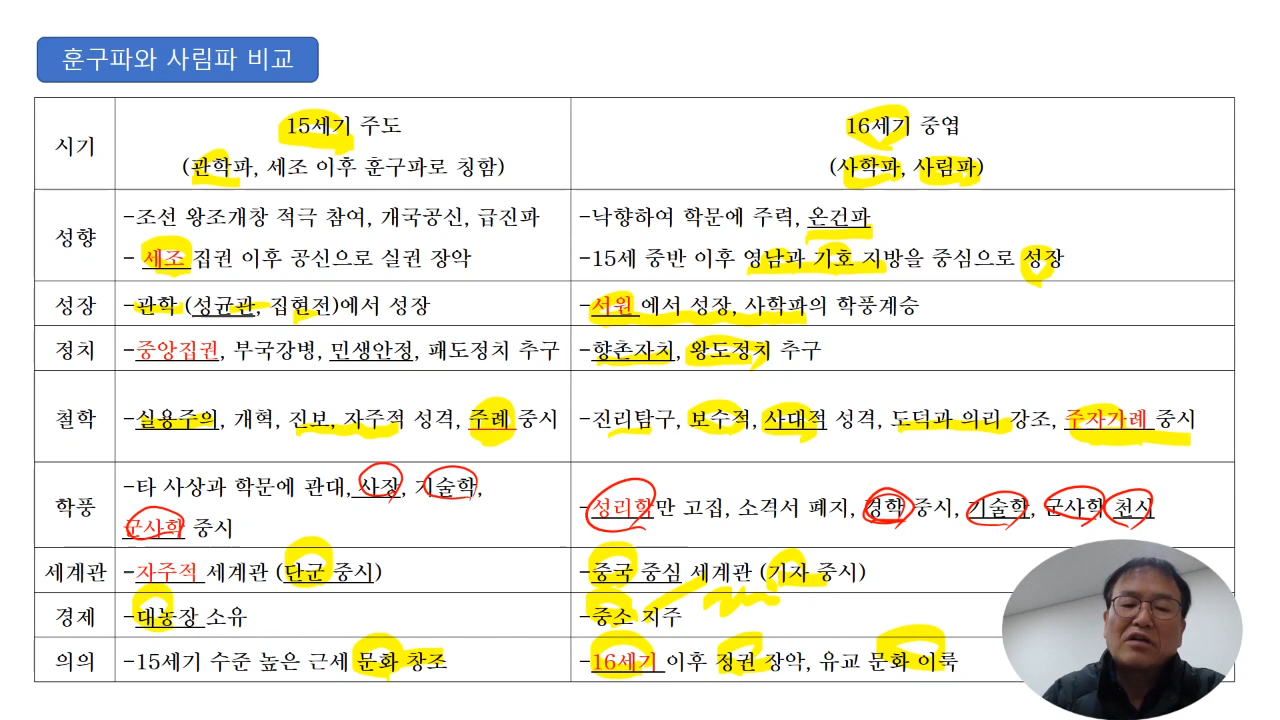 훈구파와 사림파 비교
시기
15세기 주도
(관학파, 세조 이후 훈구파로 칭함)
16세기 중엽
(사학파, 사림파)
성향
-조선 왕조개창 적극 참여, 개국공신, 급진파
- 세조 집권 이후 공신으로 실권 장악
-낙향하여 학문에 주력, 온건파
-15세 중반 이후 영남과 기호 지방을 중심으로 성장
성장
-관학 (성균관, 집현전)에서 성장
-서원 에서 성장, 사학파의 학풍계승
정치
-중앙집권, 부국강병, 민생안정, 패도정치 추구
-향촌자치, 왕도정치 추구
철학
-실용주의, 개혁, 진보, 자주적 성격, 주례 중시
-진리탐구, 보수적, 사대적 성격, 도덕과 의리 강조, 주자가례 중시
학풍
-타 사상과 학문에 관대, 사장, 기술학,
군사학 중시
-성리학만 고집, 소격서 폐지, 경학 중시, 기술학, 군사학 천시
세계관
-자주적 세계관 (단군 중시)
-중국 중심 세계관 (기자 중시)
경제
-대농장 소유
-중소 지주
의의
-15세기 수준 높은 근세 문화 창조
-16세기 이후 정권 장악, 유교 문화 이룩